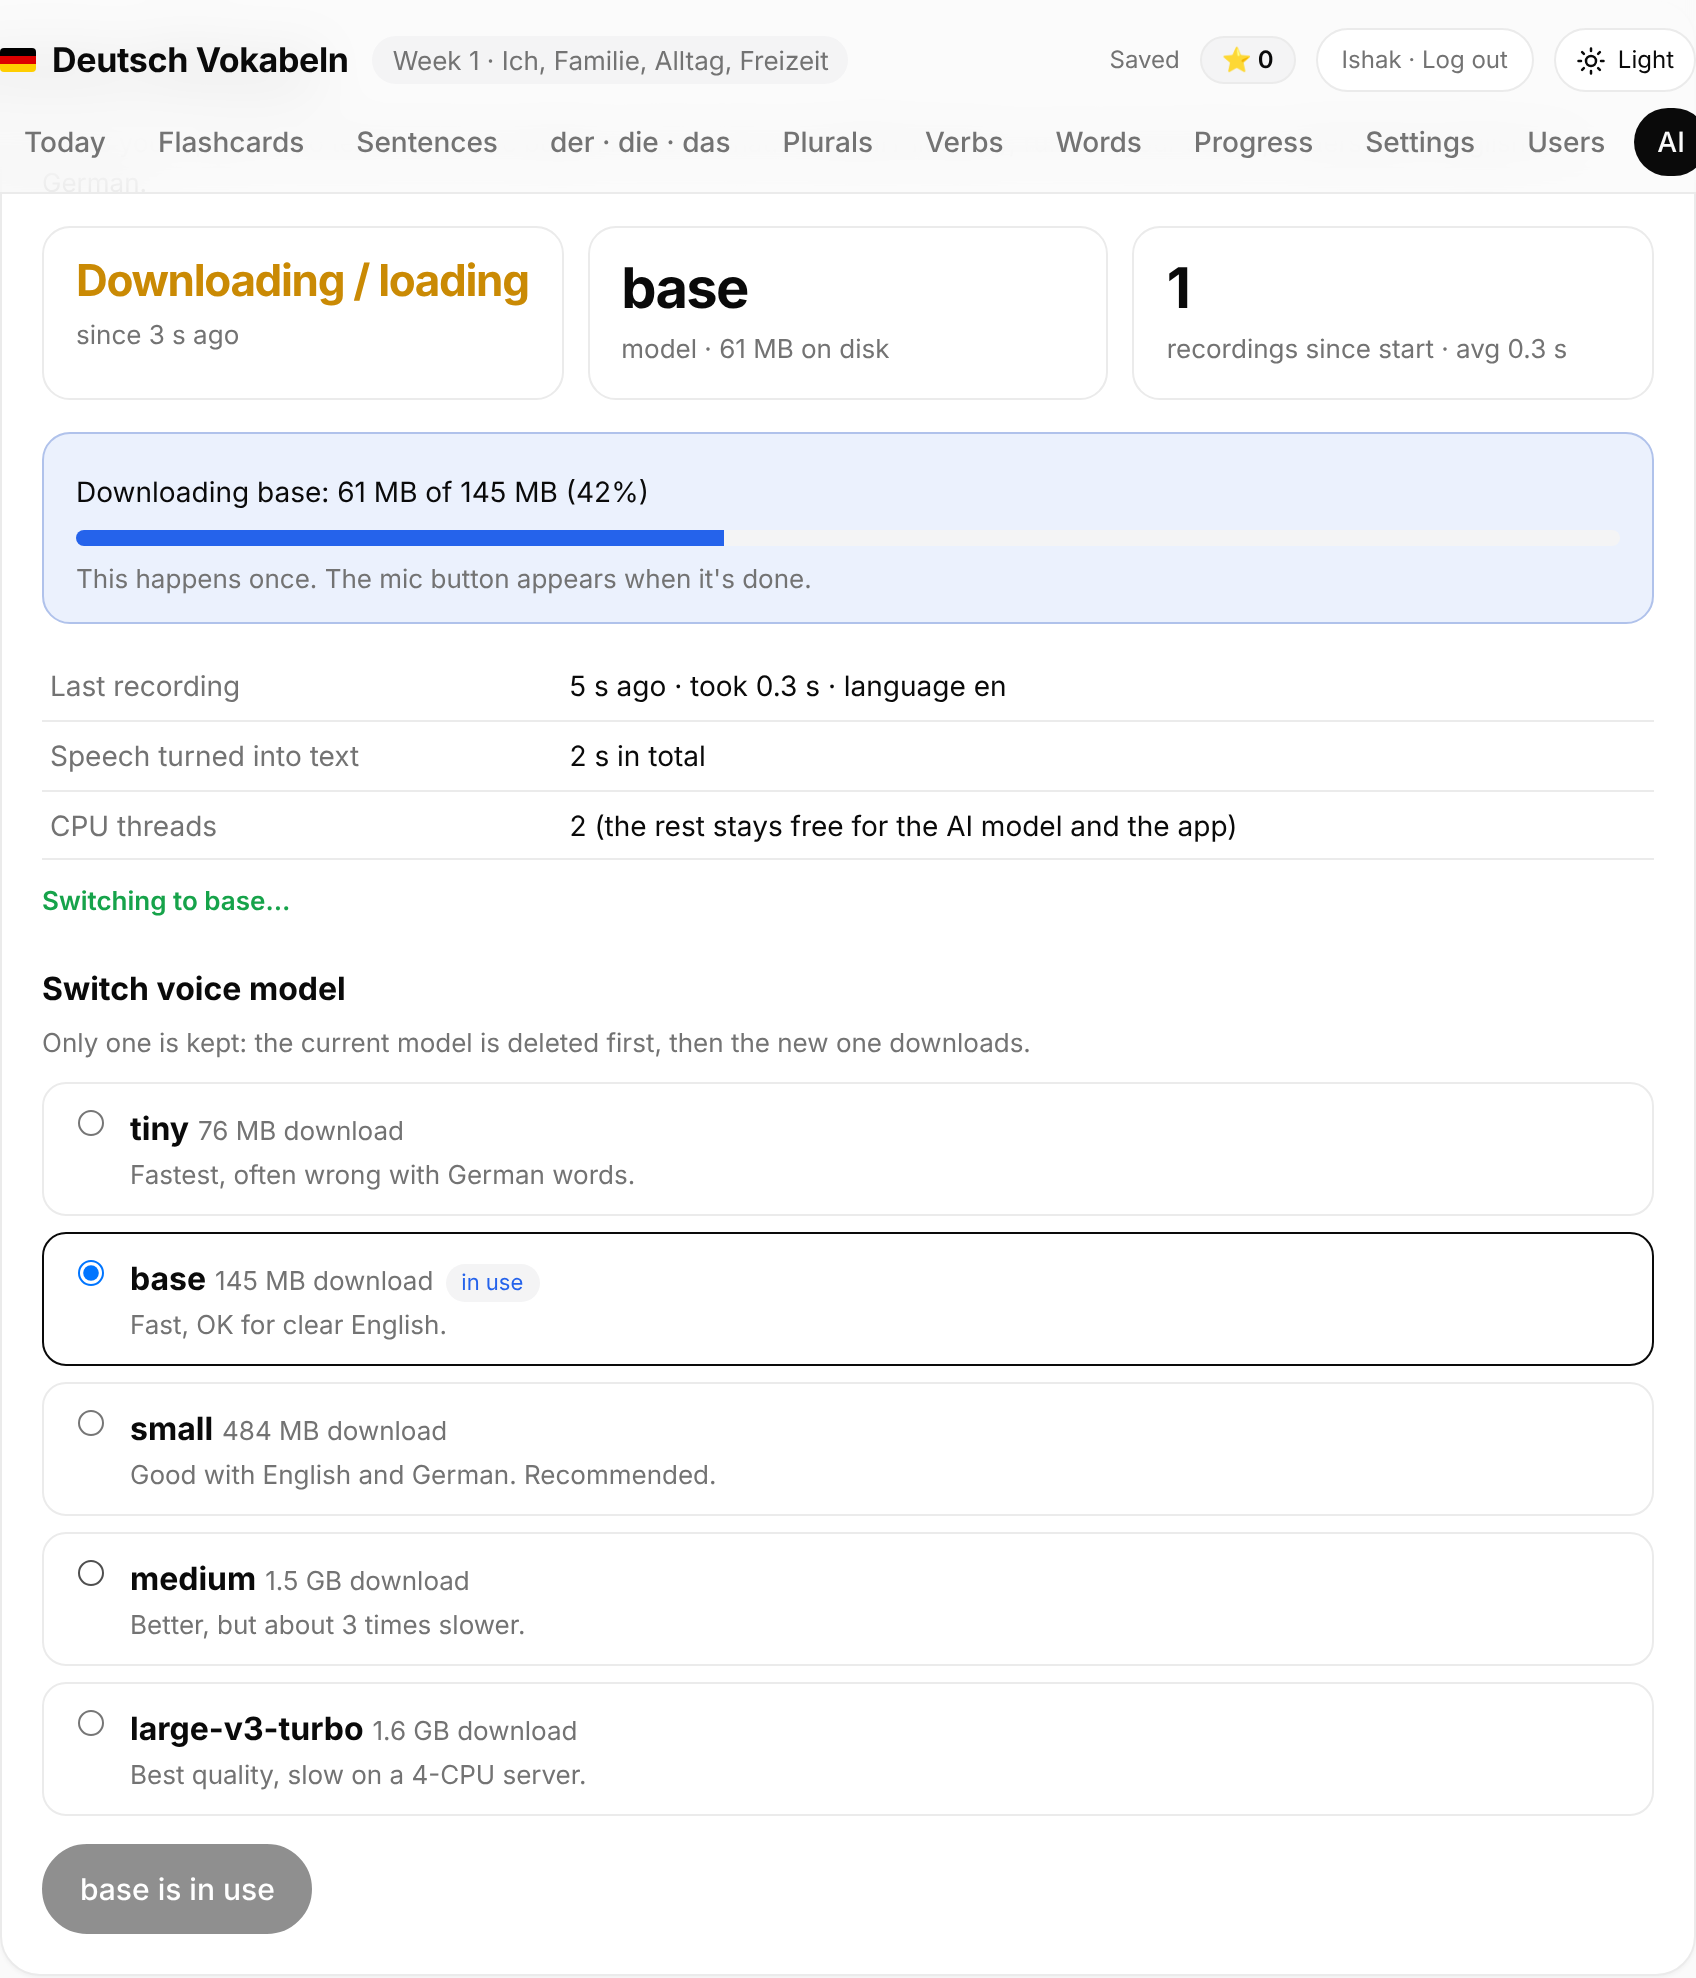 Deutsch Vokabeln
Week 1 · Ich, Familie, Alltag, Freizeit
Saved
⭐ 0
Ishak · Log out
Light
Today
Flashcards
Sentences
der · die · das
Plurals
Verbs
Words
Progress
Settings
Users
AI
German.
Downloading / loading
since 3 s ago
base
model · 61 MB on disk
1
recordings since start · avg 0.3 s
Downloading base: 61 MB of 145 MB (42%)
This happens once. The mic button appears when it's done.
Last recording 5 s ago · took 0.3 s · language en
Speech turned into text 2 s in total
CPU threads 2 (the rest stays free for the AI model and the app)
Switching to base…
Switch voice model
Only one is kept: the current model is deleted first, then the new one downloads.
tiny 76 MB download
Fastest, often wrong with German words.
base 145 MB download in use
Fast, OK for clear English.
small 484 MB download
Good with English and German. Recommended.
medium 1.5 GB download
Better, but about 3 times slower.
large-v3-turbo 1.6 GB download
Best quality, slow on a 4-CPU server.
base is in use